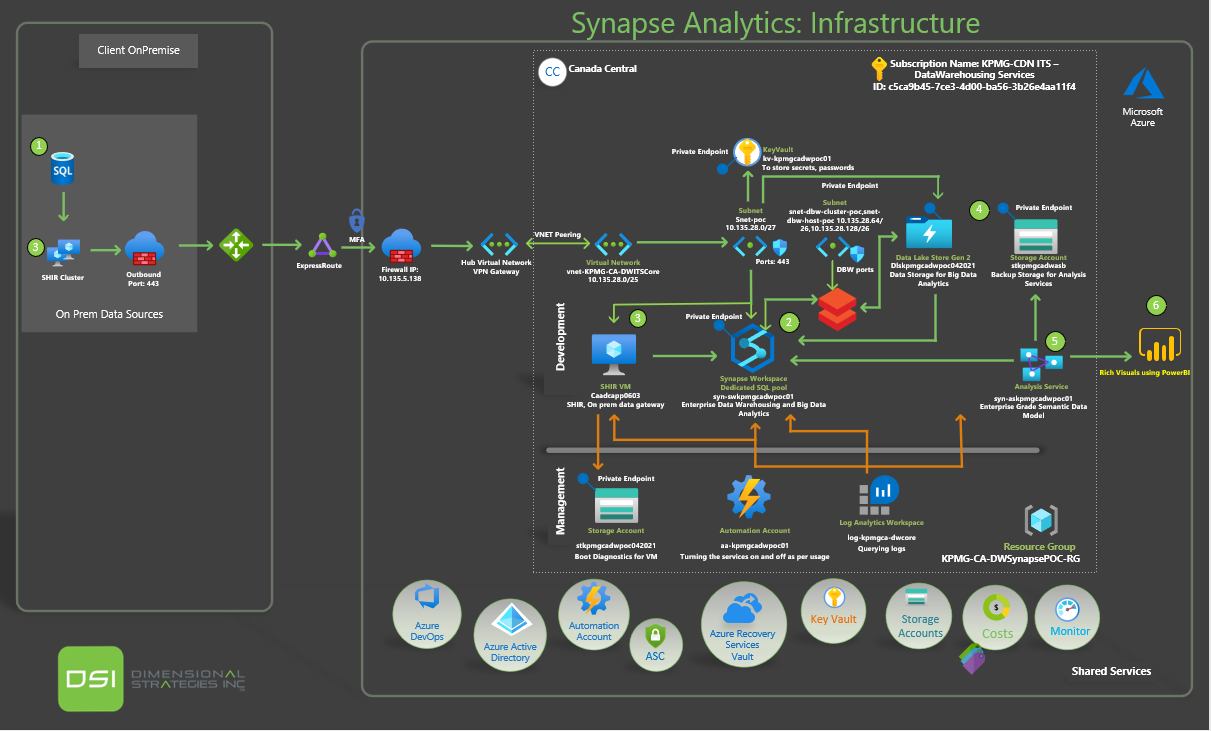 Synapse Analytics: Infrastructure
Client OnPremise
CC
Canada Central
Subscription Name: KPMG-CDN ITS –
DataWarehousing Services
ID: c5ca9b45-7ce3-4d00-ba56-3b26e4aa11f4
Microsoft
Azure
1
SQL
3
SHIR Cluster
Outbound
Port: 443
On Prem Data Sources
ExpressRoute
MFA
Firewall IP:
10.135.5.138
Hub Virtual Network
VPN Gateway
VNET Peering
Virtual Network
vnet-KPMG-CA-DWITSCore
10.135.28.0/25
Private Endpoint
KeyVault
kv-kpmgcadwpoc01
To store secrets, passwords
Private Endpoint
Subnet
Snet-poc
10.135.28.0/27
Ports: 443
Subnet
snet-dbw-cluster-poc,snet-
dbw-host-poc 10.135.28.64/
26,10.135.28.128/26
DBW ports
Data Lake Store Gen 2
Dlskpmgcadwpoc042021
Data Storage for Big Data
Analytics
4
Private Endpoint
Storage Account
stkpmgcadwasb
Backup Storage for Analysis
Services
Development
3
SHIR VM
Caadcapp0603
SHIR, On prem data gateway
Private Endpoint
2
Synapse Workspace
Dedicated SQL pool
syn-swkpmgcadwpoc01
Enterprise Data Warehousing and Big Data
Analytics
5
Analysis Service
syn-askpmgcadwpoc01
Enterprise Grade Semantic Data
Model
6
Rich Visuals using PowerBI
Management
Private Endpoint
Storage Account
stkpmgcadwpoc042021
Boot Diagnostics for VM
Automation Account
aa-kpmgcadwpoc01
Turning the services on and off as per usage
Log Analytics Workspace
log-kpmgca-dwcore
Querying logs
Resource Group
KPMG-CA-DWSynapsePOC-RG
Azure
DevOps
Azure Active
Directory
Automation
Account
ASC
Azure Recovery
Services
Vault
Key Vault
Storage
Accounts
$
Costs
Monitor
Shared Services
DSI
DIMENSIONAL
STRATEGIES INC